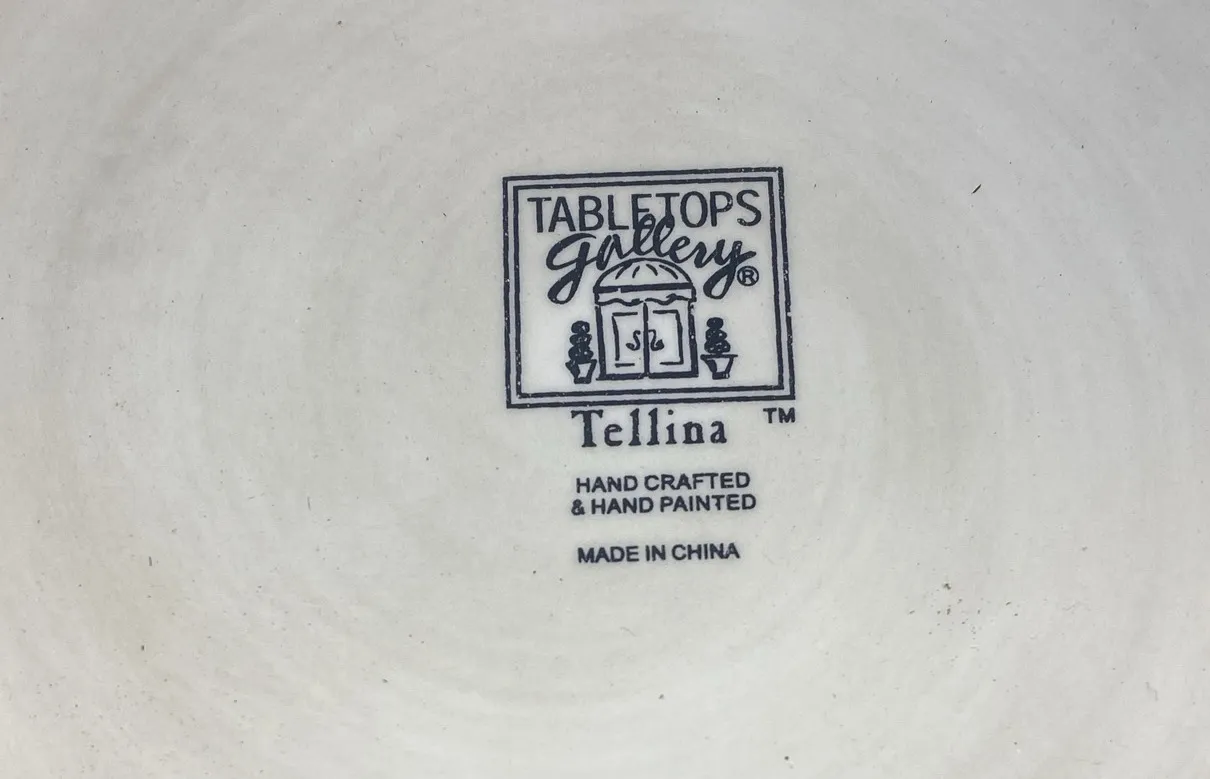 TABLETOPS
gallery®
Tellina ™
HAND CRAFTED
& HAND PAINTED
MADE IN CHINA